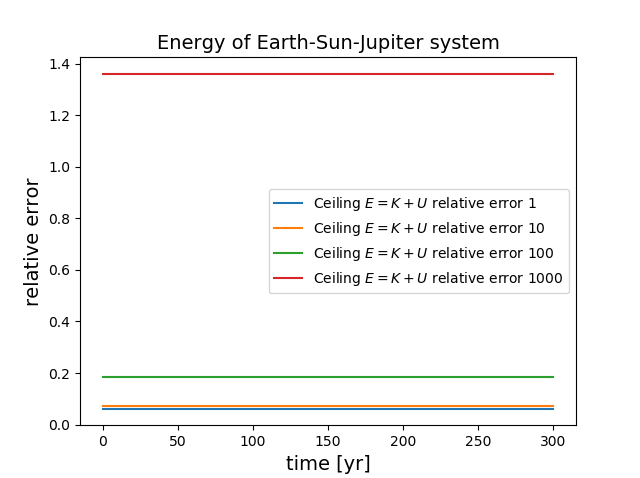 Energy of Earth-Sun-Jupiter system
1.4
1.2
1.0
0.8
0.6
0.4
0.2
0.0
relative error
Ceiling E = K + U relative error 1
Ceiling E = K + U relative error 10
Ceiling E = K + U relative error 100
Ceiling E = K + U relative error 1000
0 50 100 150 200 250 300
time [yr]